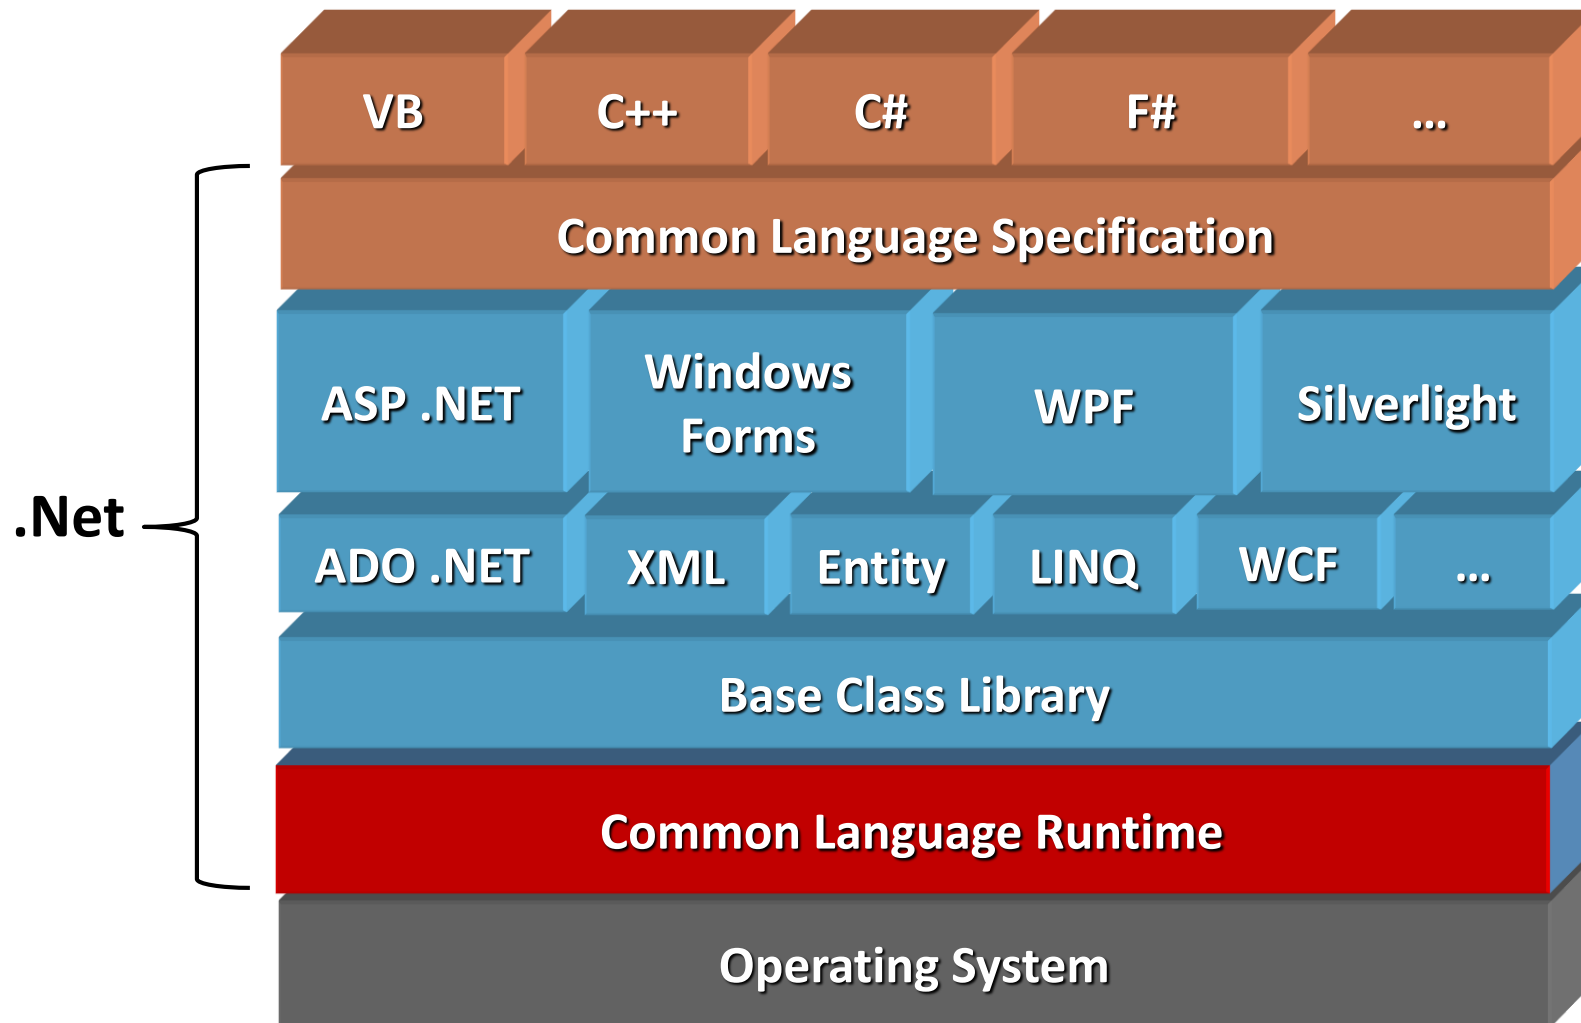 VB
C++
C#
F#
...
Common Language Specification
ASP .NET
Windows
Forms
WPF
Silverlight
.Net
ADO .NET
XML
Entity
LINQ
WCF
...
Base Class Library
Common Language Runtime
Operating System